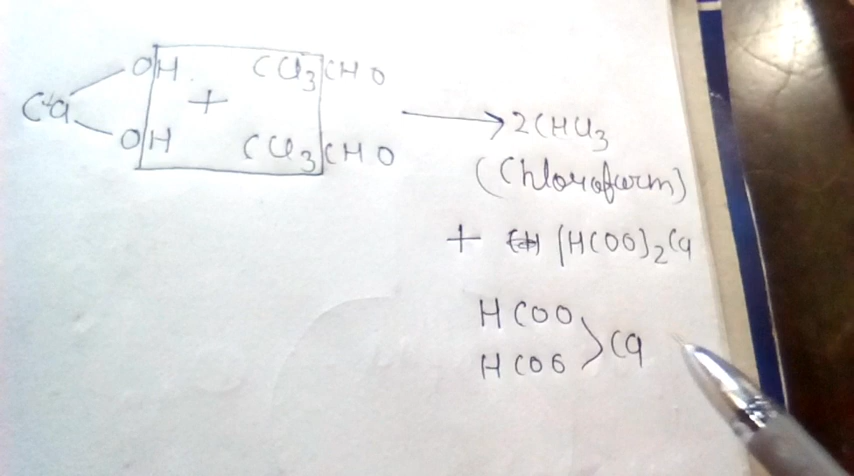 OH + CCl3CHO
Ca
OH CCl3CHO
→ 2CHCl3
(Chloroform)
+ (HCOO)2Ca
HCOO
HCOO > Ca